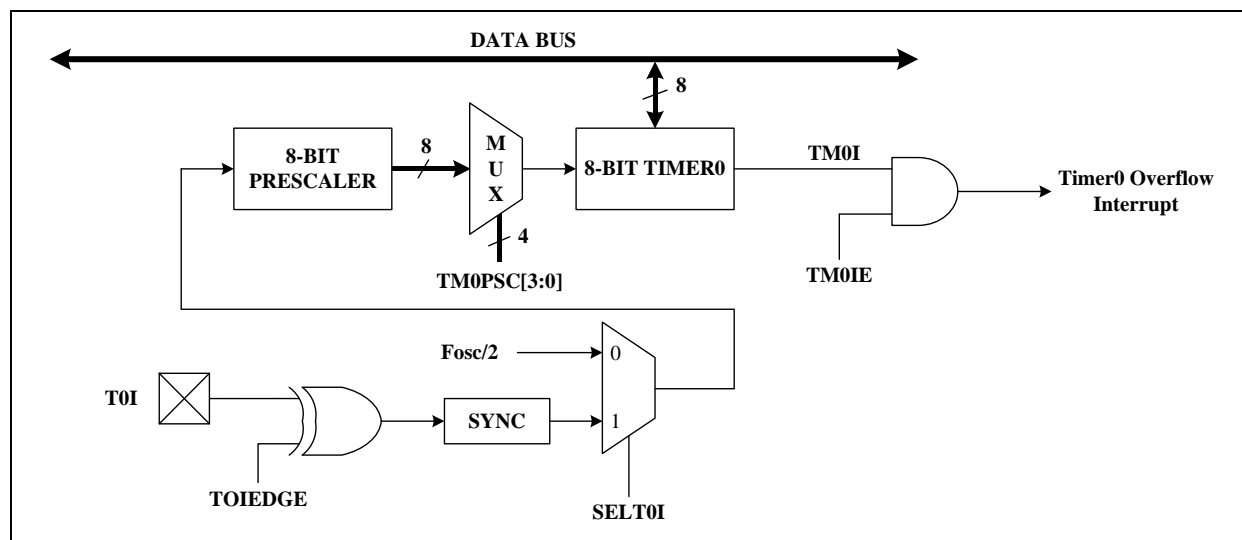 DATA BUS
8
8-BIT
PRESCALER
8
M
U
X
8-BIT TIMER0
TM0I
Timer0 Overflow
Interrupt
4
TM0PSC[3:0]
TM0IE
Fosc/2
0
T0I
SYNC
1
TOIEDGE
SELT0I